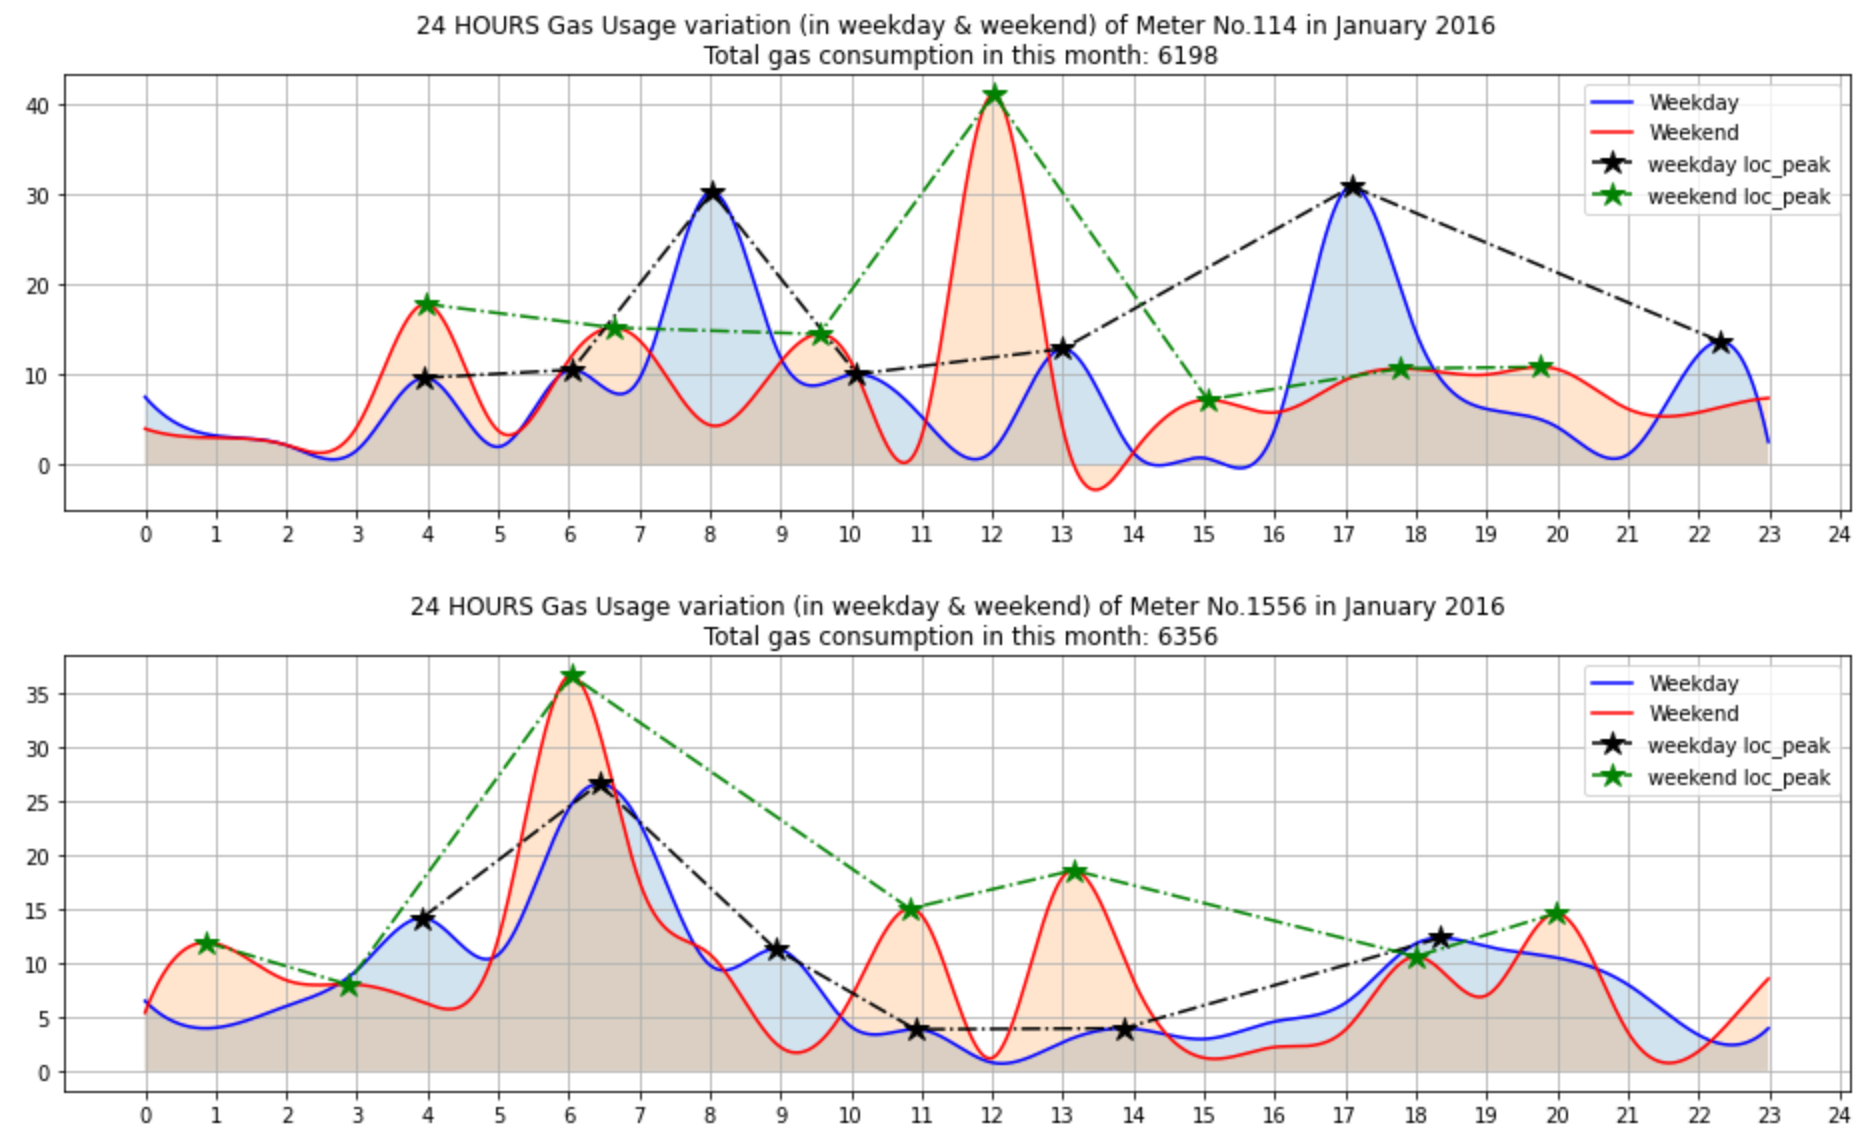 24 HOURS Gas Usage variation (in weekday & weekend) of Meter No.114 in January 2016
Total gas consumption in this month: 6198
40
30
20
10
0
Weekday
Weekend
weekday loc_peak
weekend loc_peak
0 1 2 3 4 5 6 7 8 9 10 11 12 13 14 15 16 17 18 19 20 21 22 23 24
24 HOURS Gas Usage variation (in weekday & weekend) of Meter No.1556 in January 2016
Total gas consumption in this month: 6356
35
30
25
20
15
10
5
0
Weekday
Weekend
weekday loc_peak
weekend loc_peak
0 1 2 3 4 5 6 7 8 9 10 11 12 13 14 15 16 17 18 19 20 21 22 23 24